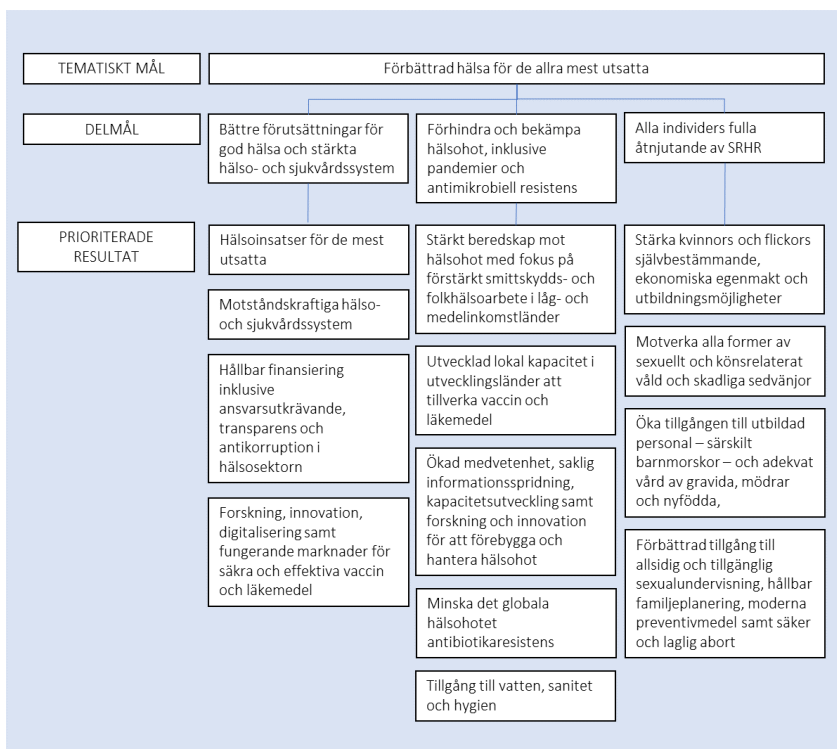 TEMATISKT MÅL
Förbättrad hälsa för de allra mest utsatta
DELMÅL
Bättre förutsättningar för
god hälsa och stärkta
hälso- och sjukvårdssystem
Förhindra och bekämpa
hälsohot, inklusive
pandemier och
antimikrobiell resistens
Alla individers fulla
åtnjutande av SRHR
PRIORITERADE
RESULTAT
Hälsoinsatser för de mest
utsatta
Motståndskraftiga hälso-
och sjukvårdssystem
Hållbar finansiering
inklusive
ansvarsutkrävande,
transparens och
antikorruption i
hälsosektorn
Forskning, innovation,
digitalisering samt
fungerande marknader för
säkra och effektiva vaccin
och läkemedel
Stärkt beredskap mot
hälsohot med fokus på
förstärkt smittskydds- och
folkhälsoarbete i låg- och
medelinkomstländer
Utvecklad lokal kapacitet i
utvecklingsländer att
tillverka vaccin och
läkemedel
Ökad medvetenhet, saklig
informationsspridning,
kapacitetsutveckling samt
forskning och innovation
för att förebygga och
hantera hälsohot
Minska det globala
hälsohotet
antibiotikaresistens
Tillgång till vatten, sanitet
och hygien
Stärka kvinnors och flickors
självbestämmande,
ekonomiska egenmakt och
utbildningsmöjligheter
Motverka alla former av
sexuellt och könsrelaterat
våld och skadliga sedvänjor
Öka tillgången till utbildad
personal – särskilt
barnmorskor – och adekvat
vård av gravida, mödrar
och nyfödda,
Förbättrad tillgång till
allsidig och tillgänglig
sexualundervisning, hållbar
familjeplanering, moderna
preventivmedel samt säker
och laglig abort